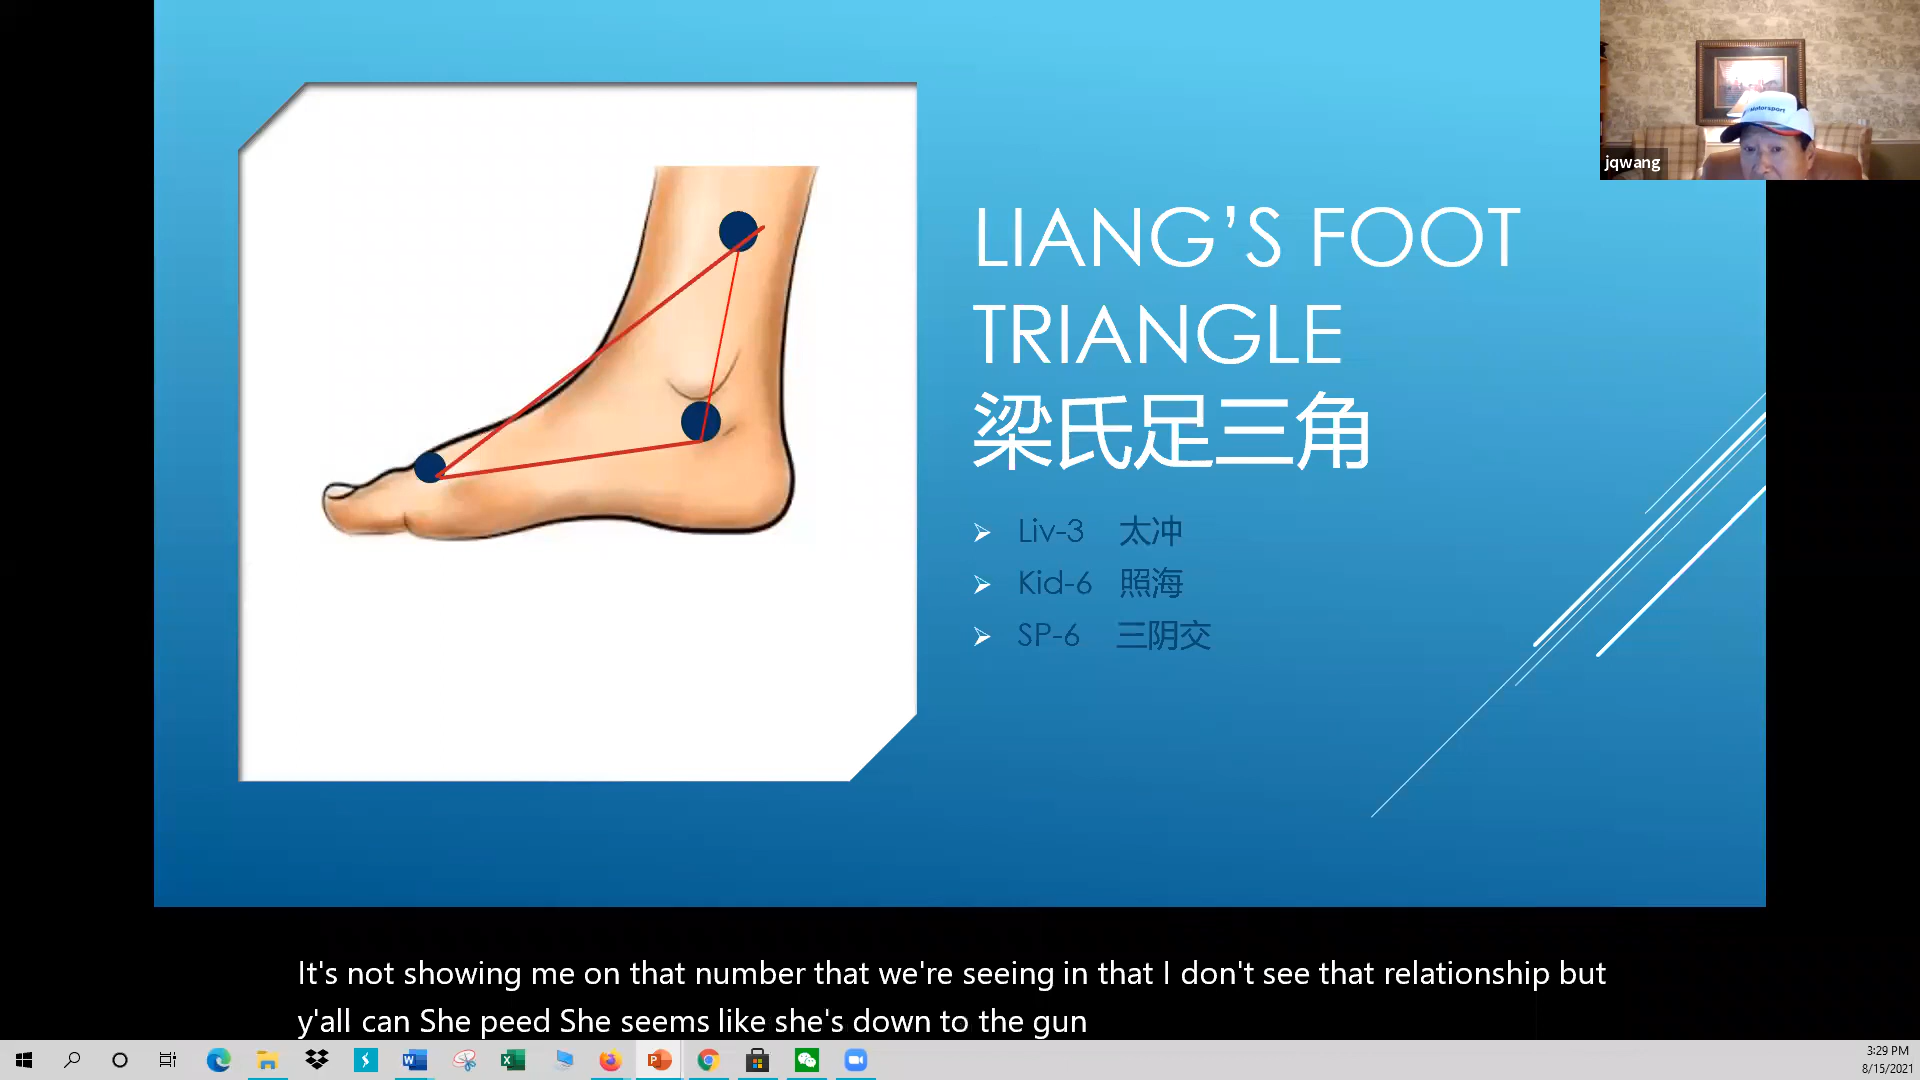 Motorsport
jqwang
LIANG’S FOOT
TRIANGLE
梁氏足三角
Liv-3 太冲
Kid-6 照海
SP-6 三阴交
It's not showing me on that number that we're seeing in that I don't see that relationship but
y'all can She peed She seems like she's down to the gun
3:29 PM
8/15/2021